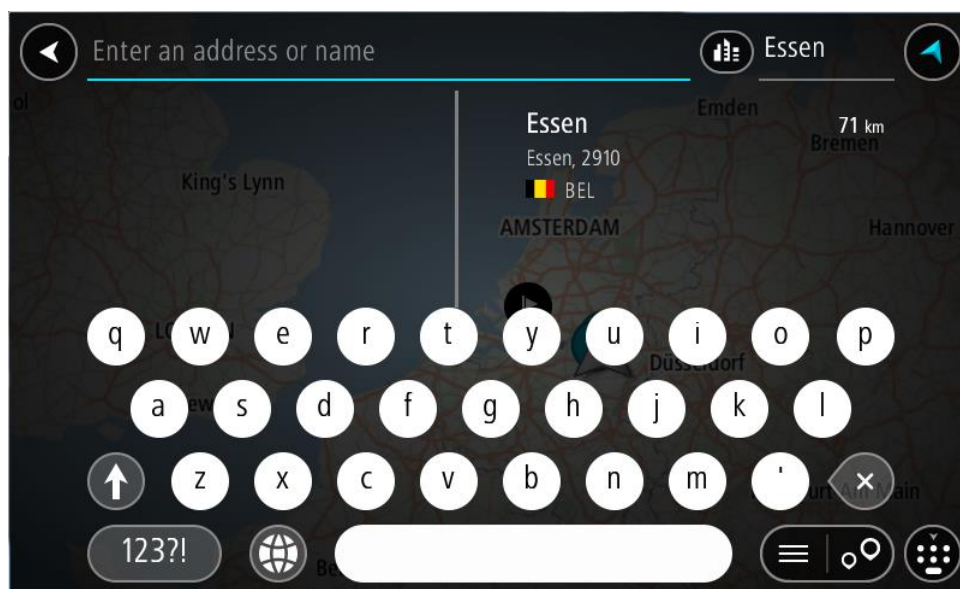 Enter an address or name
Essen
Essen
71 km
Essen, 2910
BEL
Emden
Bremen
King's Lynn
AMSTERDAM
Hannover
q w e r t y u i o p
Düsseldorf
a s d f g h j k l
z x c v b n m '
123?!